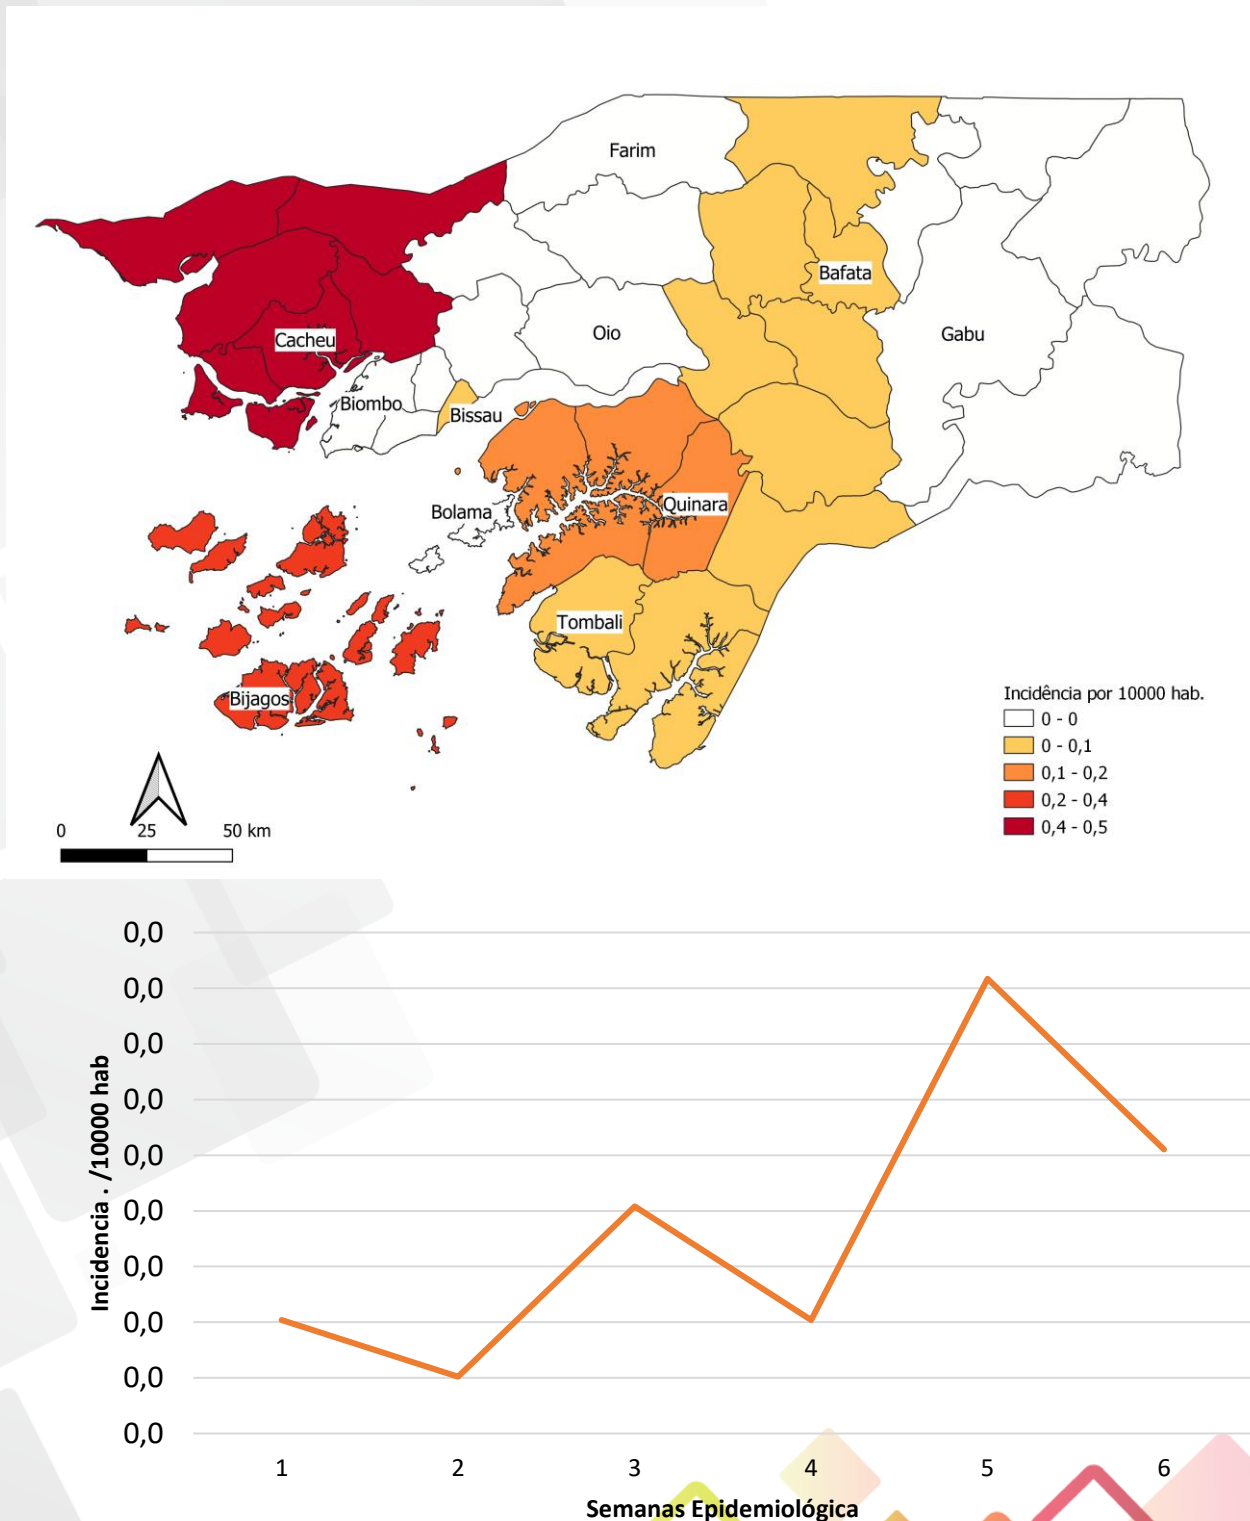 Farim
Bafata
Cacheu
Oio
Gabu
Biombo
Bissau
Quinara
Bolama
Tombali
Bijagos
Incidência por 10000 hab.
0 - 0
0 - 0,1
0,1 - 0,2
0,2 - 0,4
0,4 - 0,5
0 25 50 km
0,0
0,0
0,0
0,0
0,0
0,0
0,0
0,0
0,0
0,0
Incidencia . /10000 hab
1 2 3 4 5 6
Semanas Epidemiológica